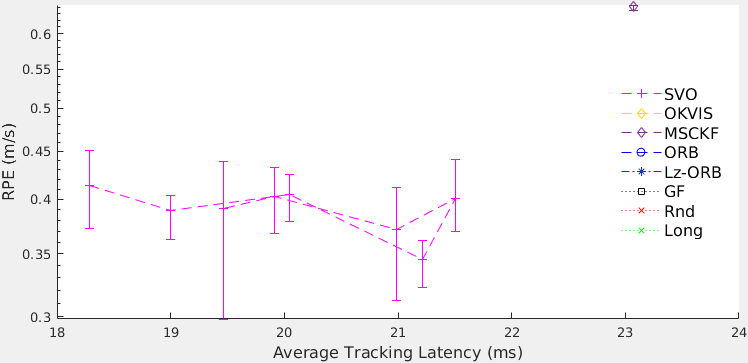 0.6
0.55
0.5
0.45
0.4
0.35
0.3
RPE (m/s)
18 19 20 21 22 23 24
Average Tracking Latency (ms)
SVO
OKVIS
MSCKF
ORB
Lz-ORB
GF
Rnd
Long